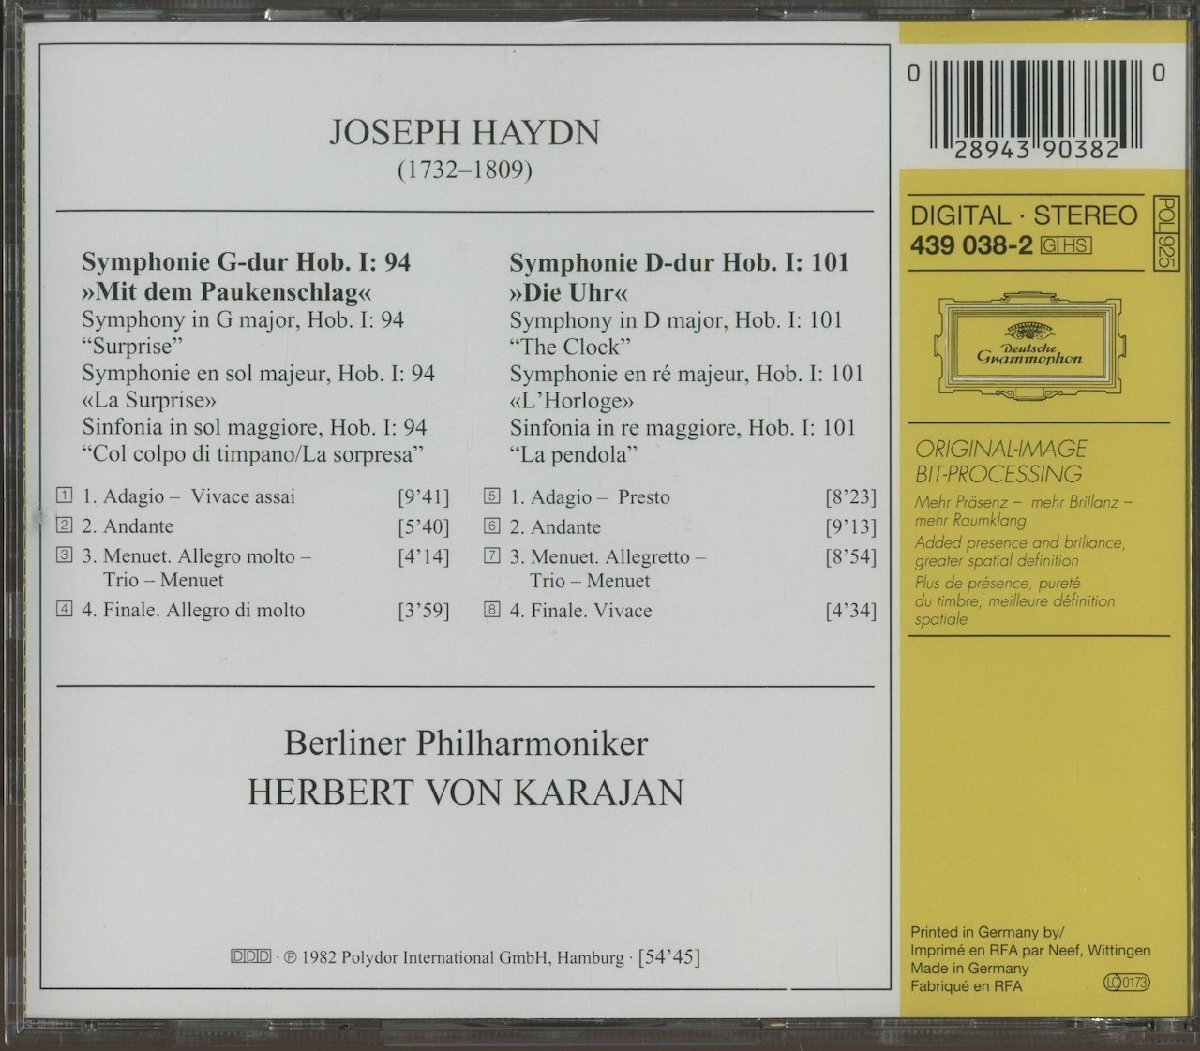 JOSEPH HAYDN
(1732–1809)
Symphonie G-dur Hob. I: 94
»Mit dem Paukenschlag«
Symphony in G major, Hob. I: 94
“Surprise”
Symphonie en sol majeur, Hob. I: 94
«La Surprise»
Sinfonia in sol maggiore, Hob. I: 94
“Col colpo di timpano/La sorpresa”
1 1. Adagio – Vivace assai [9’41]
2 2. Andante [5’40]
3 3. Menuet. Allegro molto – [4’14]
Trio – Menuet
4 4. Finale. Allegro di molto [3’59]
Symphonie D-dur Hob. I: 101
»Die Uhr«
Symphony in D major, Hob. I: 101
“The Clock”
Symphonie en ré majeur, Hob. I: 101
«L’Horloge»
Sinfonia in re maggiore, Hob. I: 101
“La pendola”
5 1. Adagio – Presto [8’23]
6 2. Andante [9’13]
7 3. Menuet. Allegretto – [8’54]
Trio – Menuet
8 4. Finale. Vivace [4’34]
Berliner Philharmoniker
HERBERT VON KARAJAN
DDD · ℗ 1982 Polydor International GmbH, Hamburg · [54’45]
0 28943 90382 0
DIGITAL · STEREO
439 038-2 GHS
POL 925
Deutsche
Grammophon
ORIGINAL-IMAGE
BIT-PROCESSING
Mehr Präsenz – mehr Brillanz –
mehr Raumklang
Added presence and brillance,
greater spatial definition
Plus de présence, pureté
du timbre, meilleure définition
spatiale
Printed in Germany by/
Imprimé en RFA par Neef, Wittingen
Made in Germany
Fabriqué en RFA
LC 0173